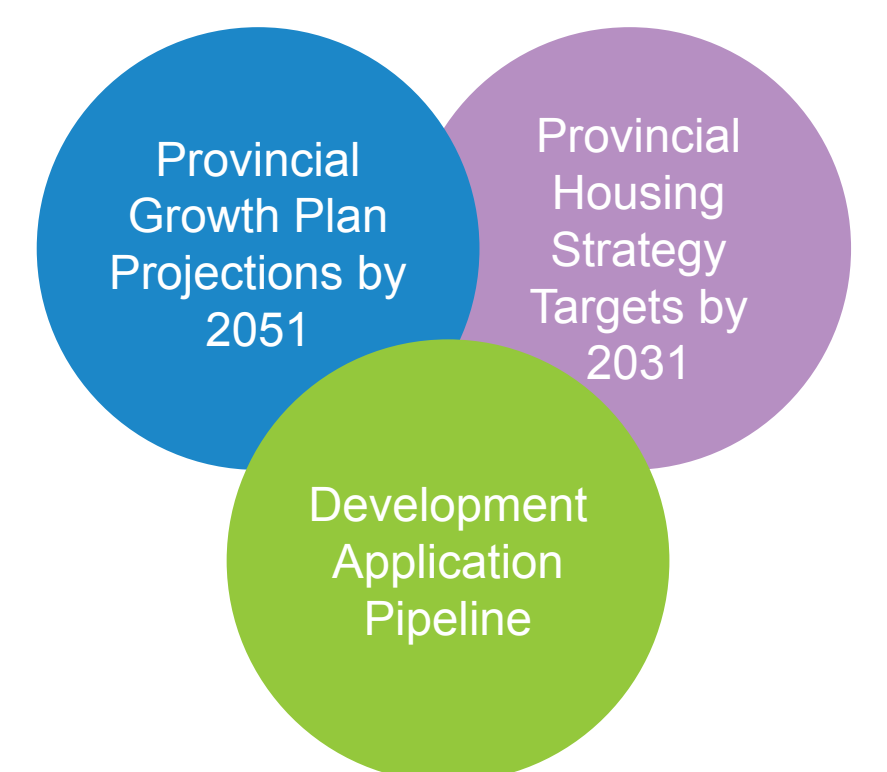 Provincial
Growth Plan
Projections by
2051
Provincial
Housing
Strategy
Targets by
2031
Development
Application
Pipeline